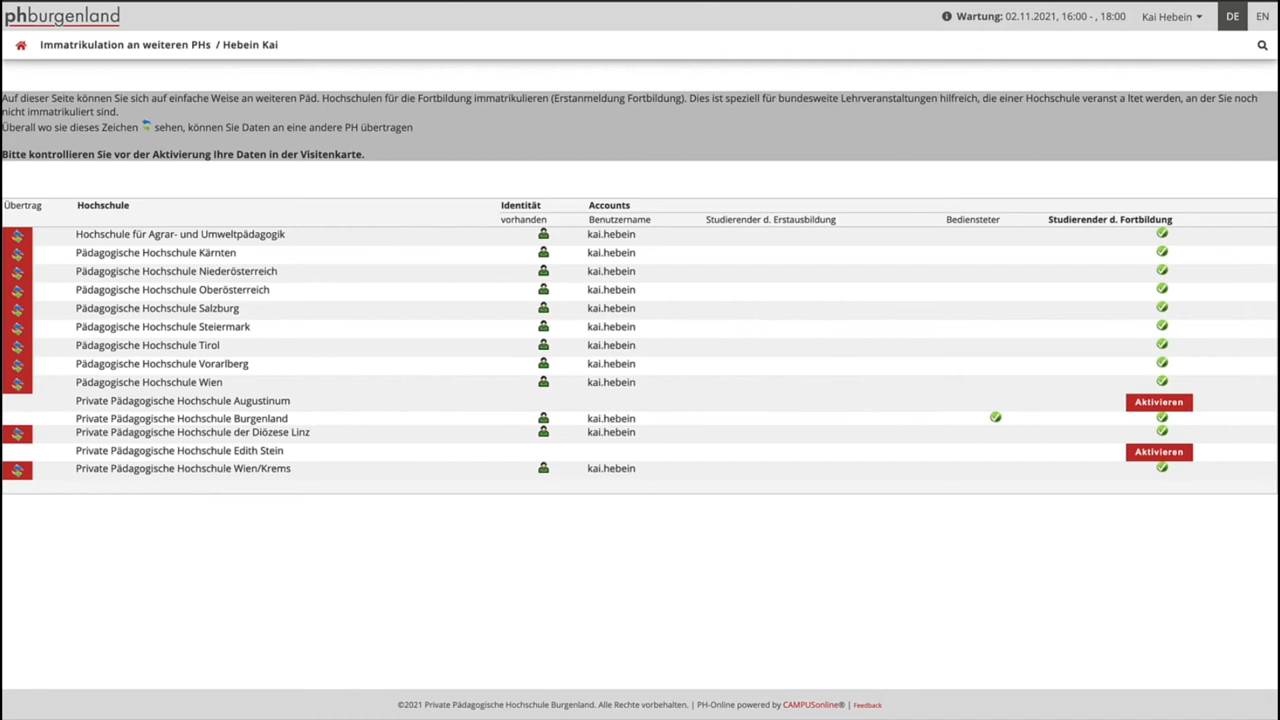 phburgenland
Wartung: 02.11.2021, 16:00 - , 18:00 Kai Hebein DE EN
Immatrikulation an weiteren PHs / Hebein Kai
Auf dieser Seite können Sie sich auf einfache Weise an weiteren Päd. Hochschulen für die Fortbildung immatrikulieren (Erstanmeldung Fortbildung). Dies ist speziell für bundesweite Lehrveranstaltungen hilfreich, die einer Hochschule veranst a ltet werden, an der Sie noch
nicht immatrikuliert sind.
Überall wo sie dieses Zeichen sehen, können Sie Daten an eine andere PH übertragen
Bitte kontrollieren Sie vor der Aktivierung Ihre Daten in der Visitenkarte.
Übertrag Hochschule Identität Accounts
vorhanden Benutzername Studierender d. Erstausbildung Bediensteter Studierender d. Fortbildung
Hochschule für Agrar- und Umweltpädagogik kai.hebein
Pädagogische Hochschule Kärnten kai.hebein
Pädagogische Hochschule Niederösterreich kai.hebein
Pädagogische Hochschule Oberösterreich kai.hebein
Pädagogische Hochschule Salzburg kai.hebein
Pädagogische Hochschule Steiermark kai.hebein
Pädagogische Hochschule Tirol kai.hebein
Pädagogische Hochschule Vorarlberg kai.hebein
Pädagogische Hochschule Wien kai.hebein
Private Pädagogische Hochschule Augustinum Aktivieren
Private Pädagogische Hochschule Burgenland kai.hebein
Private Pädagogische Hochschule der Diözese Linz kai.hebein
Private Pädagogische Hochschule Edith Stein Aktivieren
Private Pädagogische Hochschule Wien/Krems kai.hebein
©2021 Private Pädagogische Hochschule Burgenland. Alle Rechte vorbehalten. | PH-Online powered by CAMPUSonline® | Feedback